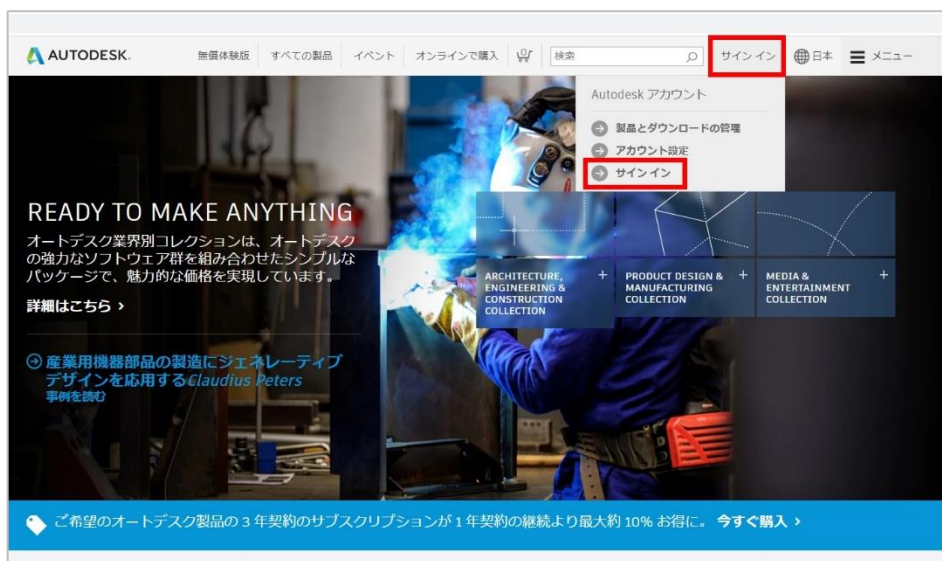 AUTODESK.
無償体験版 すべての製品 イベント オンラインで購入 検索 サイン イン 日本 メニュー
Autodesk アカウント
製品とダウンロードの管理
アカウント設定
サイン イン
READY TO MAKE ANYTHING
オートデスク業界別コレクションは、オートデスク
の強力なソフトウェア群を組み合わせたシンプルな
パッケージで、魅力的な価格を実現しています。
詳細はこちら ›
産業用機器部品の製造にジェネレーティブ
デザインを応用するClaudius Peters
事例を読む
ARCHITECTURE,
ENGINEERING &
CONSTRUCTION
COLLECTION
PRODUCT DESIGN &
MANUFACTURING
COLLECTION
MEDIA &
ENTERTAINMENT
COLLECTION
ご希望のオートデスク製品の 3 年契約のサブスクリプションが 1 年契約の継続より最大約 10% お得に。 今すぐ購入 ›